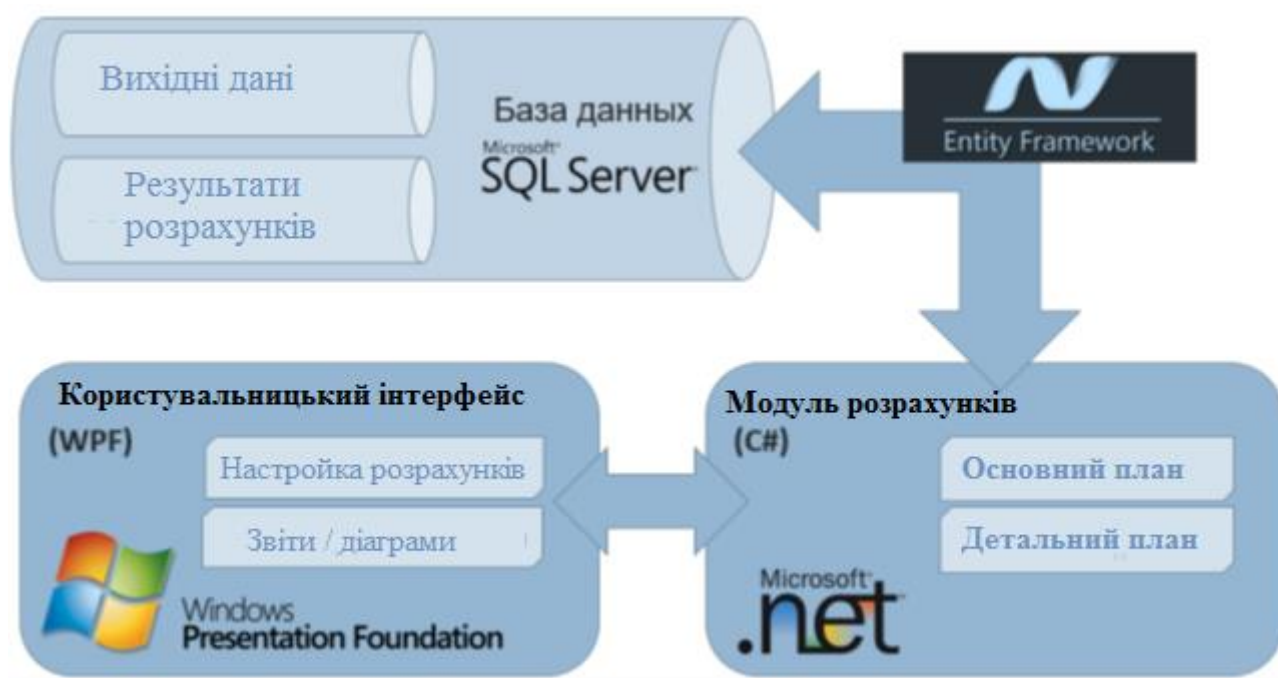 Вихідні дані
Результати
розрахунків
База данных
Microsoft
SQL Server
Entity Framework
Користувальницький інтерфейс
(WPF)
Настройка розрахунків
Звіти / діаграми
Windows
Presentation Foundation
Модуль розрахунків
(C#)
Основний план
Детальний план
Microsoft
.net